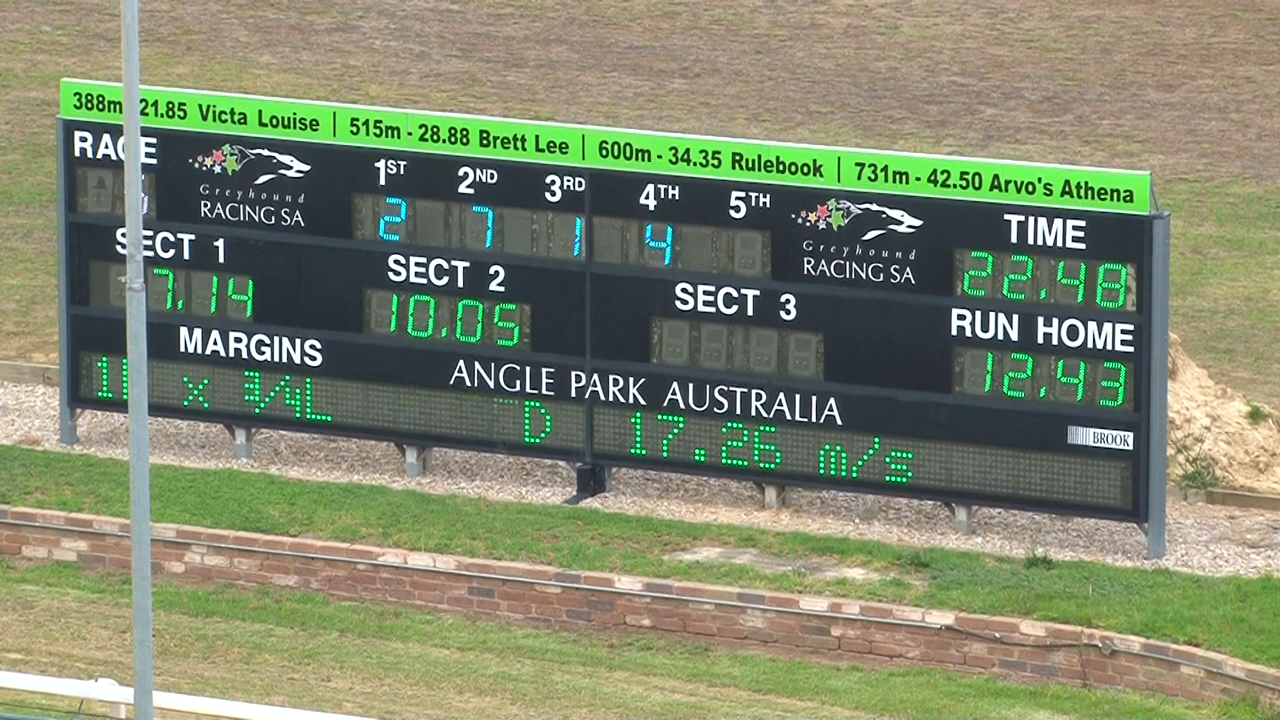 388m 21.85 Victa Louise | 515m - 28.88 Brett Lee | 600m - 34.35 Rulebook | 731m - 42.50 Arvo's Athena
RACE
1ST 2ND 3RD 4TH 5TH
2 7 1 4
Greyhound
RACING SA
Greyhound
RACING SA
TIME
22.48
SECT 1
7.14
SECT 2
10.05
SECT 3
RUN HOME
12.43
MARGINS
ANGLE PARK AUSTRALIA
x 3/4L
17.26 m/s
BROOK